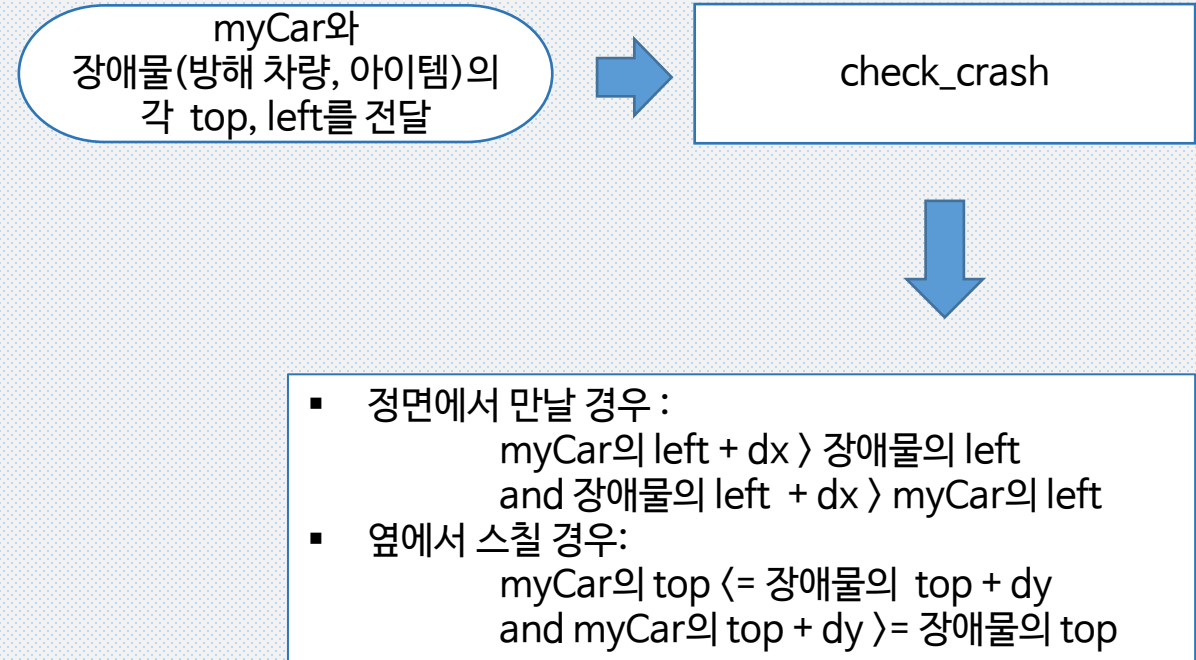 myCar와
장애물(방해 차량, 아이템)의
각 top, left를 전달
check_crash
▪ 정면에서 만날 경우 :
myCar의 left + dx > 장애물의 left
and 장애물의 left + dx > myCar의 left
▪ 옆에서 스칠 경우:
myCar의 top <= 장애물의 top + dy
and myCar의 top + dy >= 장애물의 top